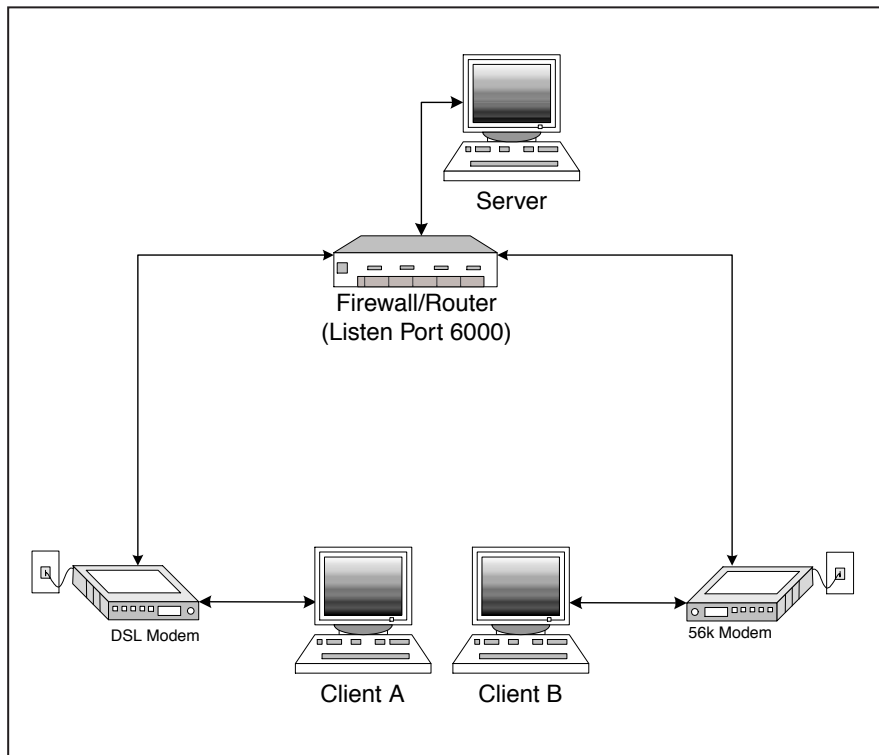 Server
Firewall/Router
(Listen Port 6000)
DSL Modem
56k Modem
Client A
Client B